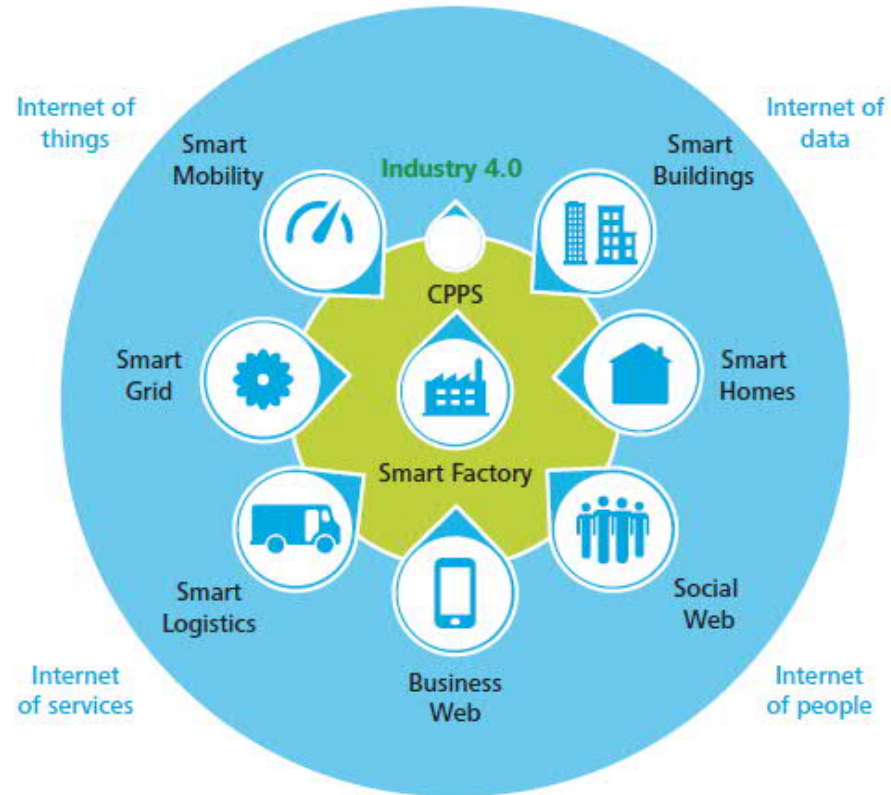 Internet of
things
Internet of
data
Smart
Mobility
Industry 4.0
Smart
Buildings
CPPS
Smart
Grid
Smart
Homes
Smart Factory
Smart
Logistics
Social
Web
Business
Web
Internet
of services
Internet
of people